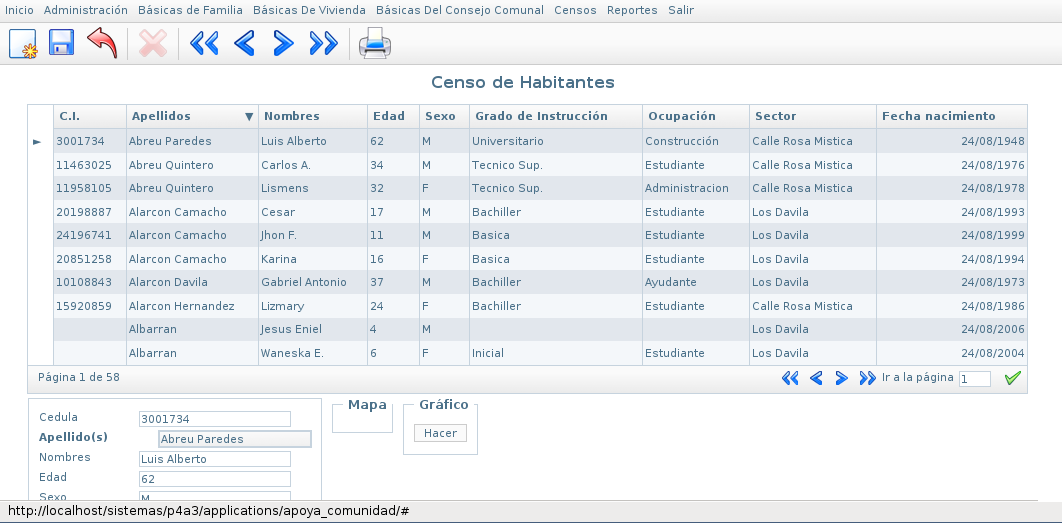 Inicio Administración Básicas de Familia Básicas De Vivienda Básicas Del Consejo Comunal Censos Reportes Salir
Censo de Habitantes
C.I. Apellidos Nombres Edad Sexo Grado de Instrucción Ocupación Sector Fecha nacimiento
3001734 Abreu Paredes Luis Alberto 62 M Universitario Construcción Calle Rosa Mistica 24/08/1948
11463025 Abreu Quintero Carlos A. 34 M Tecnico Sup. Estudiante Calle Rosa Mistica 24/08/1976
11958105 Abreu Quintero Lismens 32 F Tecnico Sup. Administracion Calle Rosa Mistica 24/08/1978
20198887 Alarcon Camacho Cesar 17 M Bachiller Estudiante Los Davila 24/08/1993
24196741 Alarcon Camacho Jhon F. 11 M Basica Estudiante Los Davila 24/08/1999
20851258 Alarcon Camacho Karina 16 F Basica Estudiante Los Davila 24/08/1994
10108843 Alarcon Davila Gabriel Antonio 37 M Bachiller Ayudante Los Davila 24/08/1973
15920859 Alarcon Hernandez Lizmary 24 F Bachiller Estudiante Calle Rosa Mistica 24/08/1986
Albarran Jesus Eniel 4 M Los Davila 24/08/2006
Albarran Waneska E. 6 F Inicial Estudiante Los Davila 24/08/2004
Página 1 de 58 Ir a la página 1
Cedula 3001734
Apellido(s) Abreu Paredes
Nombres Luis Alberto
Edad 62
Sexo M
Mapa
Gráfico
Hacer
http://localhost/sistemas/p4a3/applications/apoya_comunidad/#